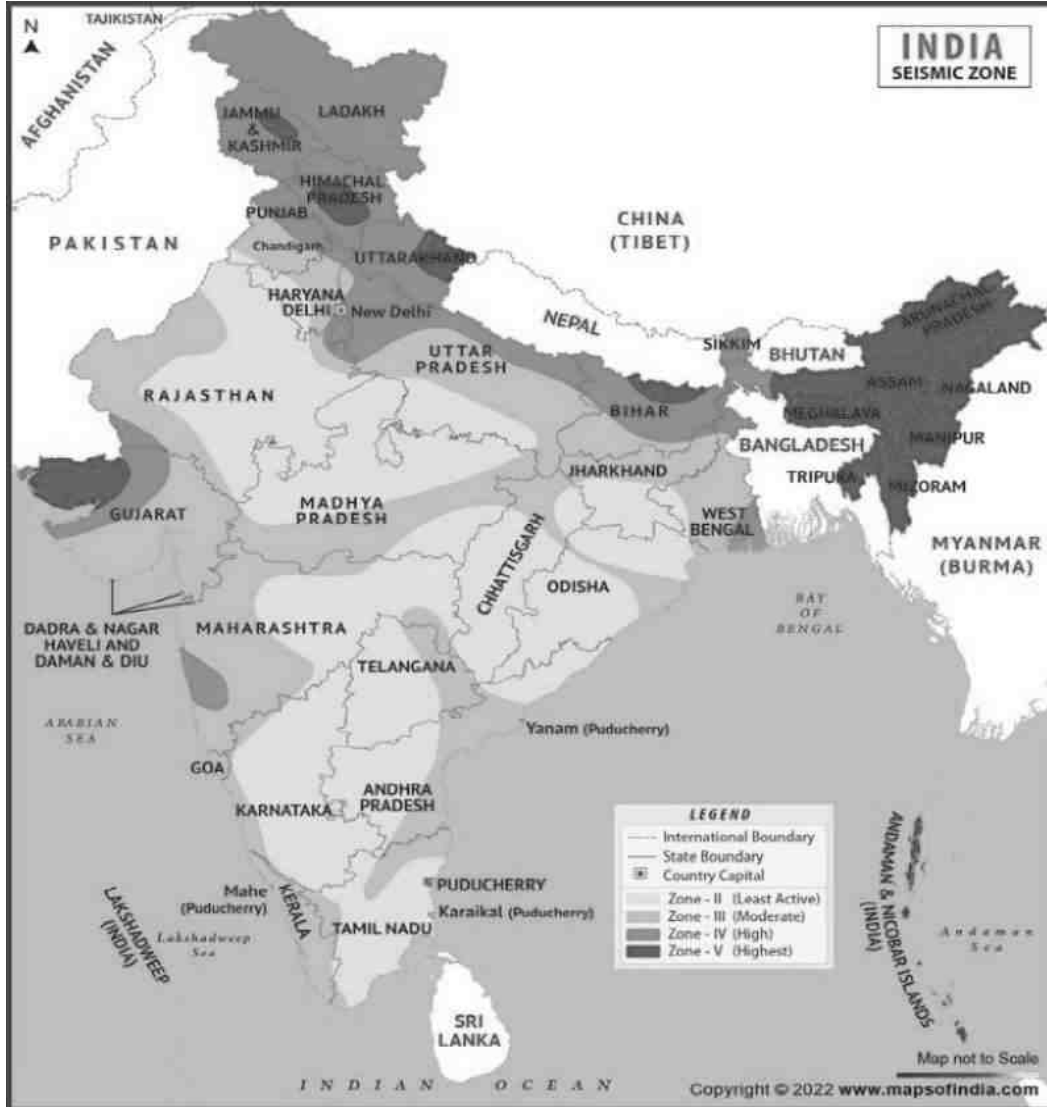 N
TAJIKISTAN
AFGHANISTAN
INDIA
SEISMIC ZONE
LADAKH
JAMMU
&
KASHMIR
HIMACHAL
PRADESH
PUNJAB
CHINA
(TIBET)
PAKISTAN
Chandigarh
UTTARAKHAND
HARYANA
DELHI
New Delhi
NEPAL
ARUNACHAL
PRADESH
SIKKIM
BHUTAN
UTTAR
PRADESH
ASSAM
NAGALAND
RAJASTHAN
BIHAR
MEGHALAYA
MANIPUR
BANGLADESH
JHARKHAND
TRIPURA
MIZORAM
GUJARAT
MADHYA
PRADESH
WEST
BENGAL
CHHATTISGARH
MYANMAR
(BURMA)
ODISHA
BAY
OF
BENGAL
DADRA & NAGAR
HAVELI AND
DAMAN & DIU
MAHARASHTRA
TELANGANA
ARABIAN
SEA
Yanam (Puducherry)
GOA
ANDHRA
PRADESH
KARNATAKA
LEGEND
International Boundary
State Boundary
Country Capital
Zone - II (Least Active)
Zone - III (Moderate)
Zone - IV (High)
Zone - V (Highest)
ANDAMAN & NICOBAR ISLANDS
(INDIA)
Andaman
Sea
PUDUCHERRY
Mahe
(Puducherry)
KERALA
Karaikal (Puducherry)
LAKSHADWEEP
(INDIA)
Lakshadweep
Sea
TAMIL NADU
SRI
LANKA
Map not to Scale
INDIAN OCEAN
Copyright © 2022 www.mapsofindia.com